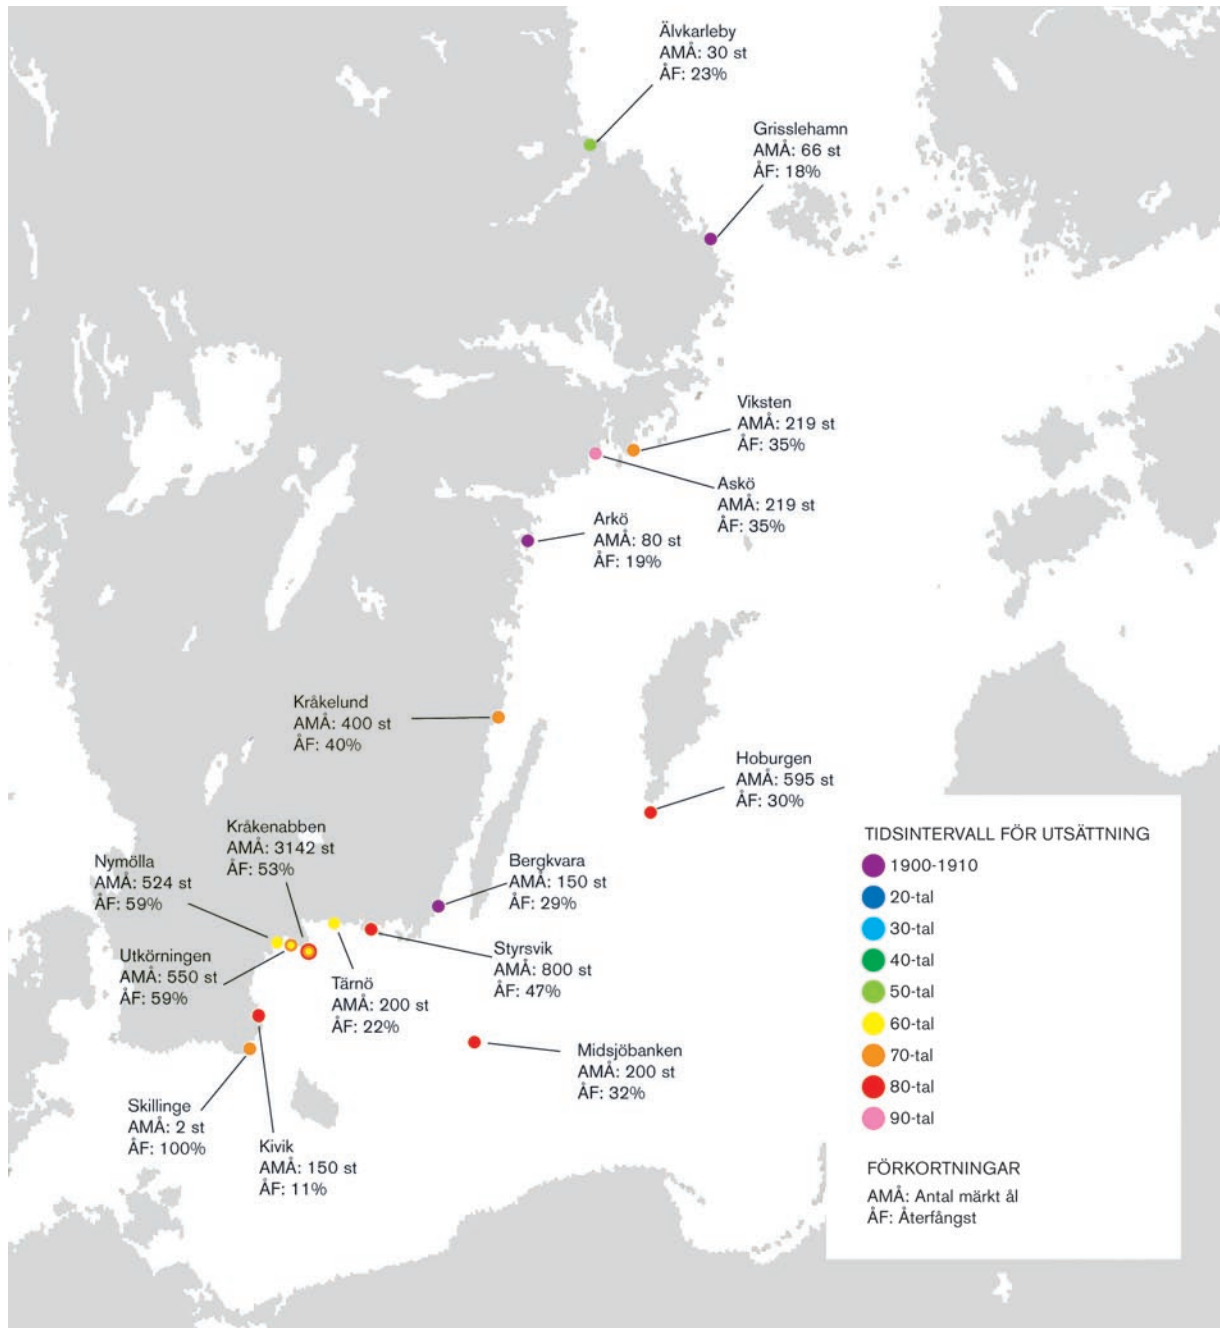 Älvkarleby
AMÅ: 30 st
ÅF: 23%
Grisslehamn
AMÅ: 66 st
ÅF: 18%
Viksten
AMÅ: 219 st
ÅF: 35%
Askö
AMÅ: 219 st
ÅF: 35%
Arkö
AMÅ: 80 st
ÅF: 19%
Kråkelund
AMÅ: 400 st
ÅF: 40%
Hoburgen
AMÅ: 595 st
ÅF: 30%
Kråkenabben
AMÅ: 3142 st
ÅF: 53%
Nymölla
AMÅ: 524 st
ÅF: 59%
Bergkvara
AMÅ: 150 st
ÅF: 29%
Utkörningen
AMÅ: 550 st
ÅF: 59%
Styrsvik
AMÅ: 800 st
ÅF: 47%
Tärnö
AMÅ: 200 st
ÅF: 22%
Midsjöbanken
AMÅ: 200 st
ÅF: 32%
Skillinge
AMÅ: 2 st
ÅF: 100%
Kivik
AMÅ: 150 st
ÅF: 11%
TIDSINTERVALL FÖR UTSÄTTNING
1900-1910
20-tal
30-tal
40-tal
50-tal
60-tal
70-tal
80-tal
90-tal
FÖRKORTNINGAR
AMÅ: Antal märkt ål
ÅF: Återfångst